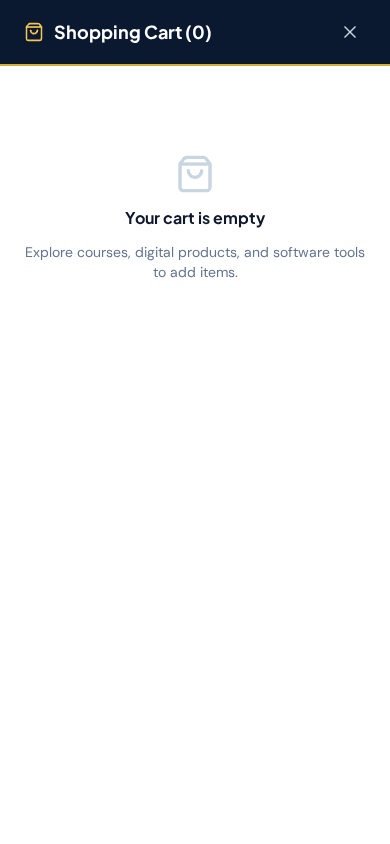 Shopping Cart (0)
Your cart is empty
Explore courses, digital products, and software tools
to add items.